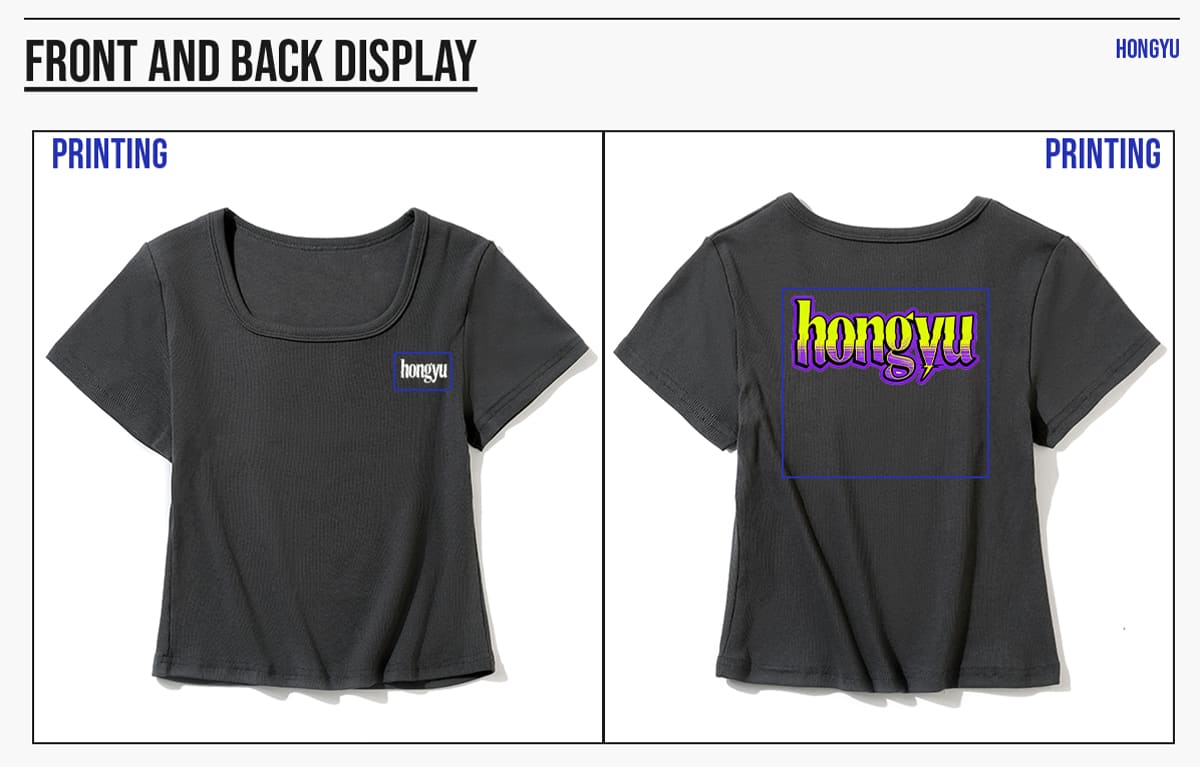 FRONT AND BACK DISPLAY
HONGYU
PRINTING
PRINTING
hongyu
hongyu